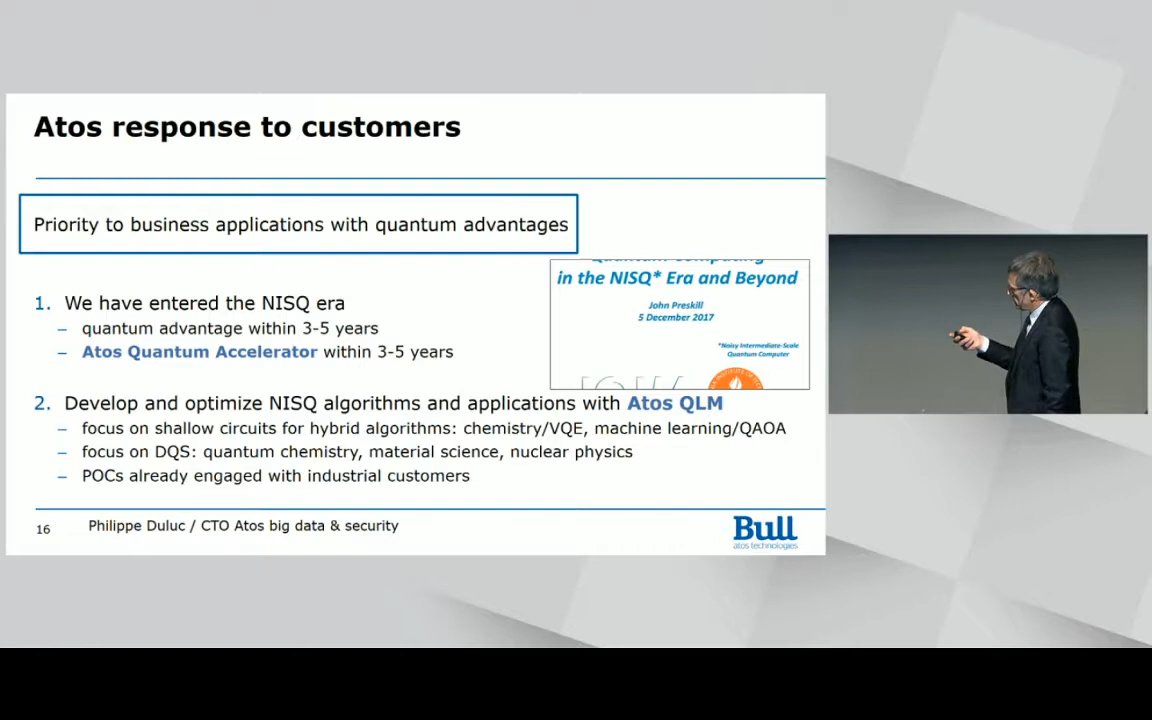 Atos response to customers
Priority to business applications with quantum advantages
Quantum Computing
in the NISQ* Era and Beyond
John Preskill
5 December 2017
*Noisy Intermediate-Scale
Quantum Computer
1. We have entered the NISQ era
– quantum advantage within 3-5 years
– Atos Quantum Accelerator within 3-5 years
2. Develop and optimize NISQ algorithms and applications with Atos QLM
– focus on shallow circuits for hybrid algorithms: chemistry/VQE, machine learning/QAOA
– focus on DQS: quantum chemistry, material science, nuclear physics
– POCs already engaged with industrial customers
16 Philippe Duluc / CTO Atos big data & security
Bull
atos technologies